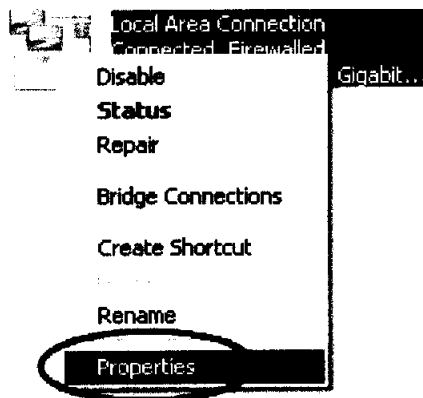 Local Area Connection
Connected, Firewalled
Gigabit...
Disable
Status
Repair
Bridge Connections
Create Shortcut
Rename
Properties